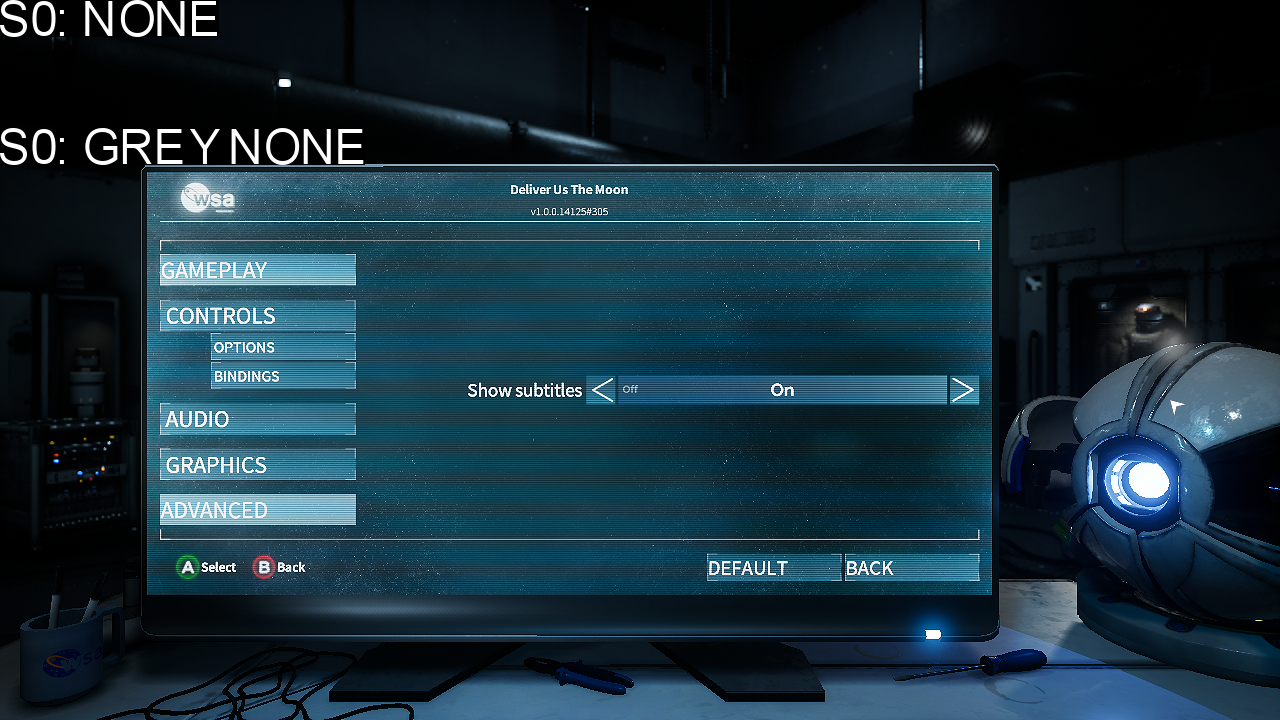 S0: NONE
S0: GREY NONE
wsa
Deliver Us The Moon
v1.0.0.14125#305
GAMEPLAY
CONTROLS
OPTIONS
BINDINGS
Show subtitles
Off
On
AUDIO
GRAPHICS
ADVANCED
A Select B Back
DEFAULT
BACK
wsa